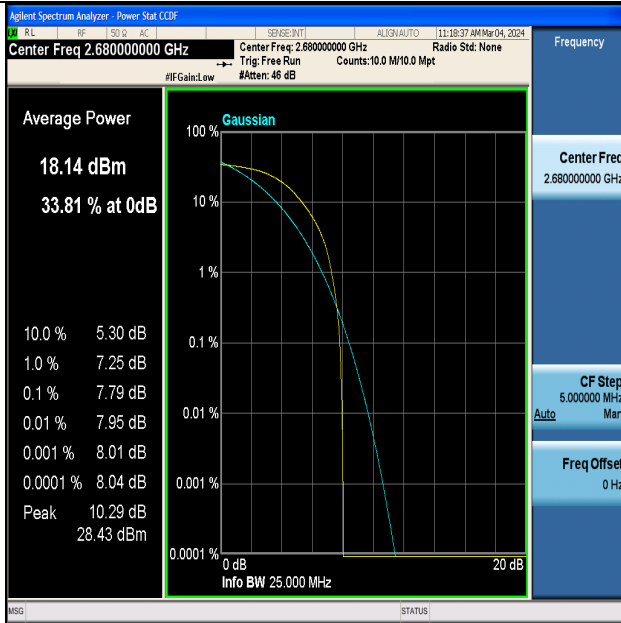 Agilent Spectrum Analyzer - Power Stat CCDF
LXI RL RF 50 Ω AC SENSE:INT ALIGN AUTO 11:18:37 AM Mar 04, 2024
Center Freq 2.680000000 GHz
Center Freq: 2.680000000 GHz Radio Std: None
Trig: Free Run Counts:10.0 M/10.0 Mpt
#IFGain:Low #Atten: 46 dB
Frequency
Center Freq
2.680000000 GHz
CF Step
5.000000 MHz
Auto Man
Freq Offset
0 Hz
Average Power
18.14 dBm
33.81 % at 0dB
10.0 % 5.30 dB
1.0 % 7.25 dB
0.1 % 7.79 dB
0.01 % 7.95 dB
0.001 % 8.01 dB
0.0001 % 8.04 dB
Peak 10.29 dB
28.43 dBm
Gaussian
100 %
10 %
1 %
0.1 %
0.01 %
0.001 %
0.0001 %
0 dB 20 dB
Info BW 25.000 MHz
MSG STATUS